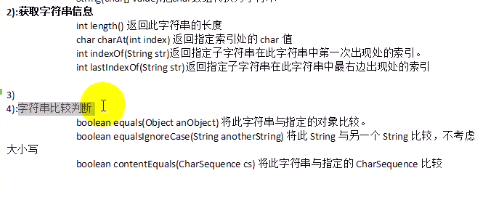 2):获取字符串信息
int length() 返回此字符串的长度
char charAt(int index) 返回指定索引处的 char 值
int indexOf(String str)返回指定子字符串在此字符串中第一次出现处的索引。
int lastIndexOf(String str)返回指定子字符串在此字符串中最右边出现处的索引
3)
4):字符串比较判断
boolean equals(Object anObject) 将此字符串与指定的对象比较。
boolean equalsIgnoreCase(String anotherString) 将此 String 与另一个 String 比较，不考虑
大小写
boolean contentEquals(CharSequence cs) 将此字符串与指定的 CharSequence 比较